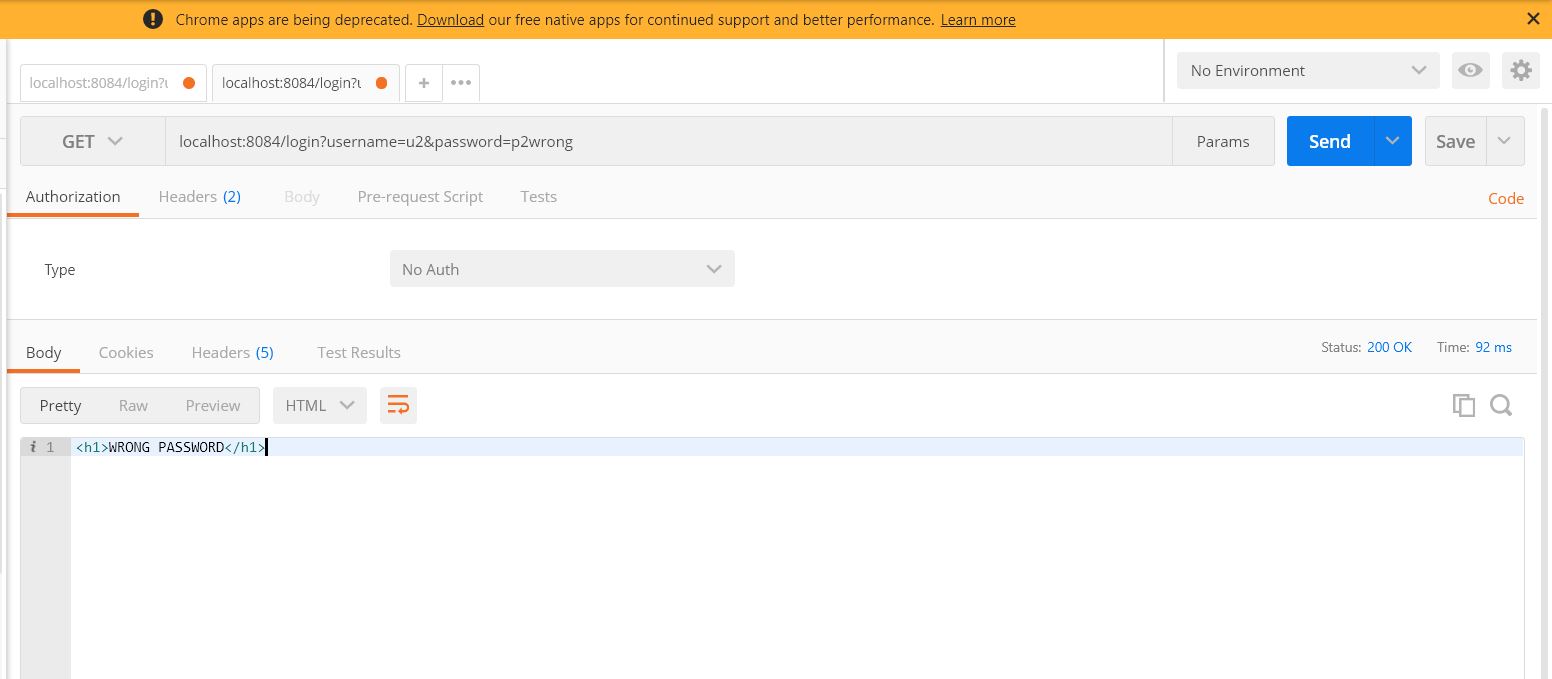 Chrome apps are being deprecated. Download our free native apps for continued support and better performance. Learn more
localhost:8084/login?u localhost:8084/login?u No Environment
GET localhost:8084/login?username=u2&password=p2wrong Params Send Save
Authorization Headers (2) Body Pre-request Script Tests Code
Type No Auth
Body Cookies Headers (5) Test Results Status: 200 OK Time: 92 ms
Pretty Raw Preview HTML
i 1 <h1>WRONG PASSWORD</h1>